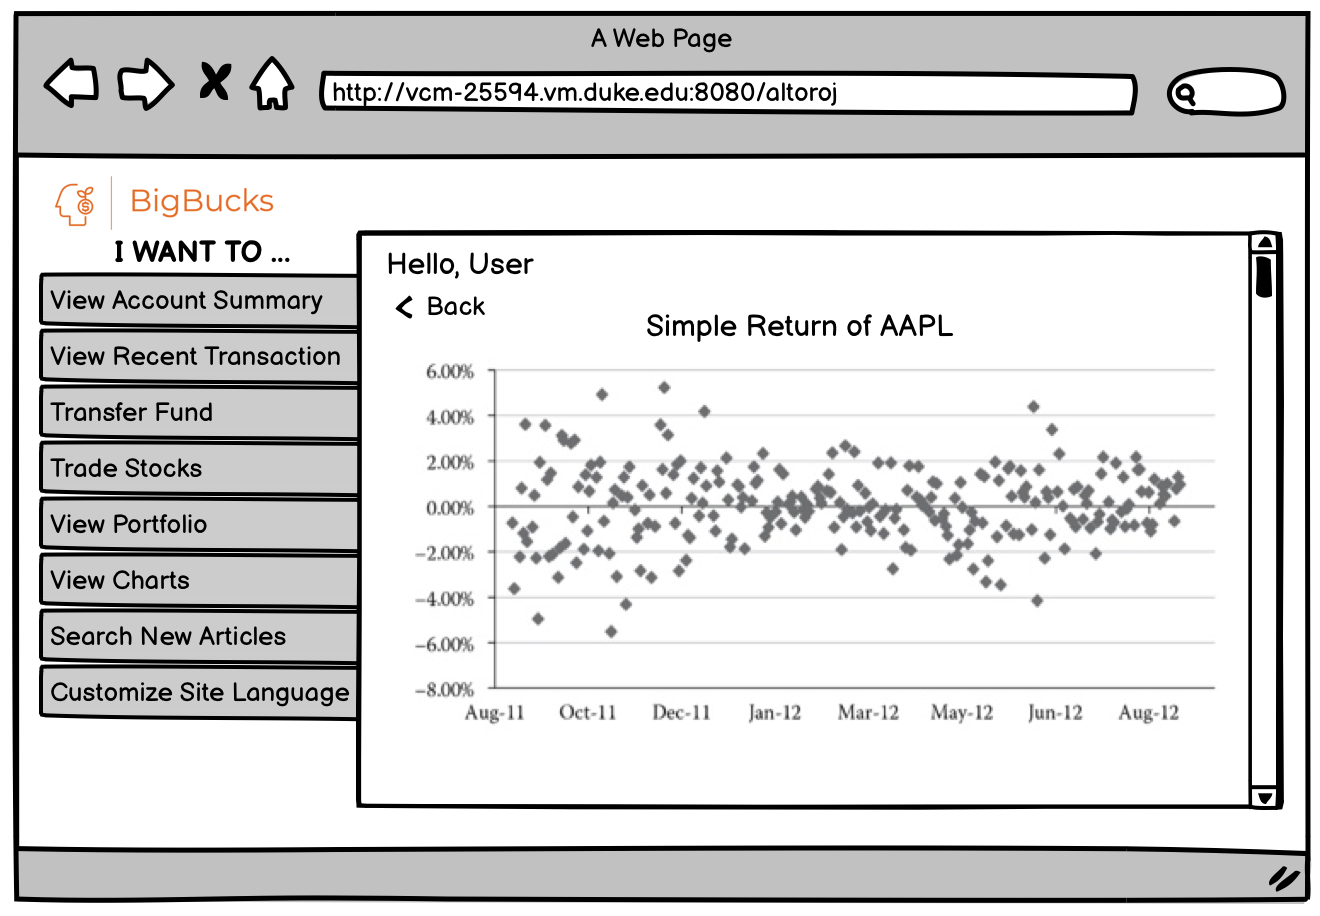 A Web Page
http://vcm-25594.vm.duke.edu:8080/altoroj
BigBucks
I WANT TO ...
View Account Summary
View Recent Transaction
Transfer Fund
Trade Stocks
View Portfolio
View Charts
Search New Articles
Customize Site Language
Hello, User
Back
Simple Return of AAPL
6.00%
4.00%
2.00%
0.00%
−2.00%
−4.00%
−6.00%
−8.00%
Aug-11 Oct-11 Dec-11 Jan-12 Mar-12 May-12 Jun-12 Aug-12